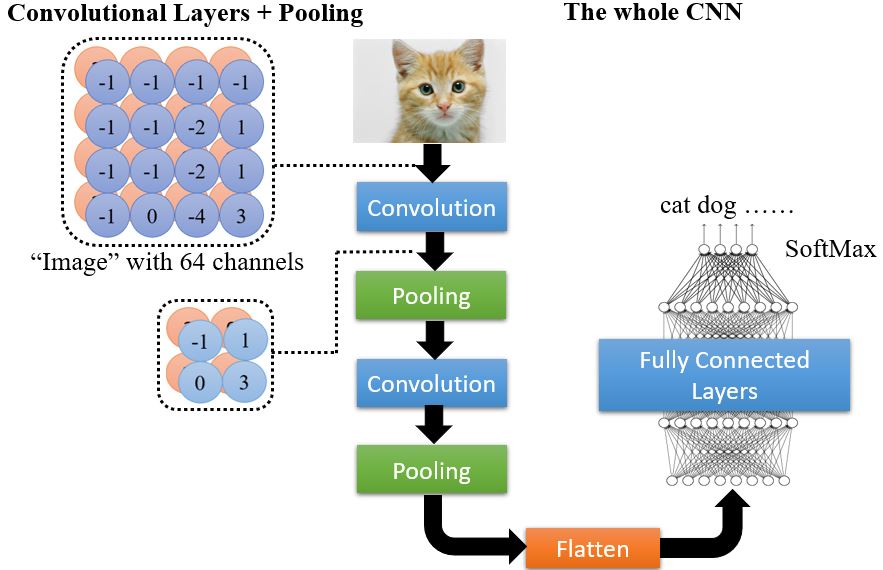 Convolutional Layers + Pooling
The whole CNN
-1 -1 -1 -1
-1 -1 -2 1
-1 -1 -2 1
-1 0 -4 3
“Image” with 64 channels
-1 1
0 3
Convolution
Pooling
Convolution
Pooling
Flatten
cat dog ……
SoftMax
Fully Connected
Layers